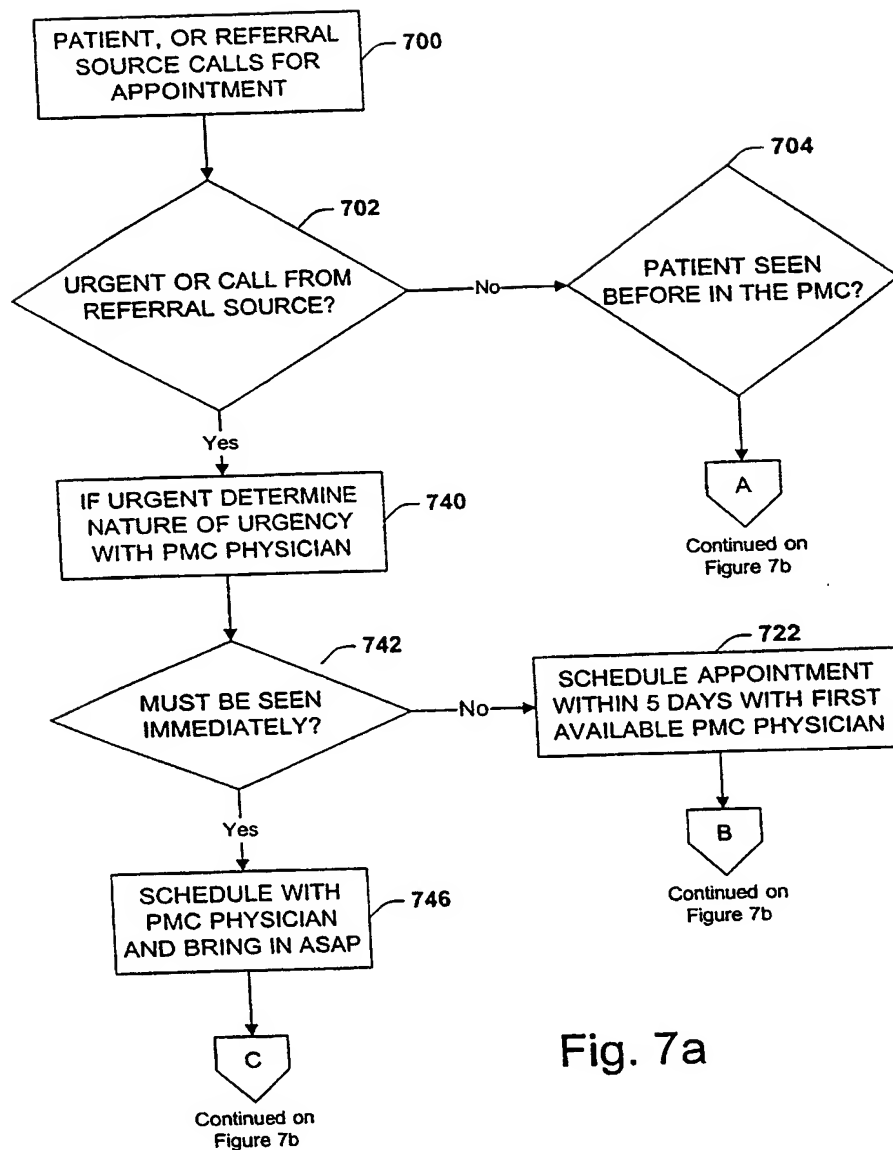 PATIENT, OR REFERRAL
SOURCE CALLS FOR
APPOINTMENT
700
702
URGENT OR CALL FROM
REFERRAL SOURCE?
No
704
PATIENT SEEN
BEFORE IN THE PMC?
A
Continued on
Figure 7b
Yes
IF URGENT DETERMINE
NATURE OF URGENCY
WITH PMC PHYSICIAN
740
742
MUST BE SEEN
IMMEDIATELY?
No
722
SCHEDULE APPOINTMENT
WITHIN 5 DAYS WITH FIRST
AVAILABLE PMC PHYSICIAN
B
Continued on
Figure 7b
Yes
SCHEDULE WITH
PMC PHYSICIAN
AND BRING IN ASAP
746
C
Continued on
Figure 7b
Fig. 7a